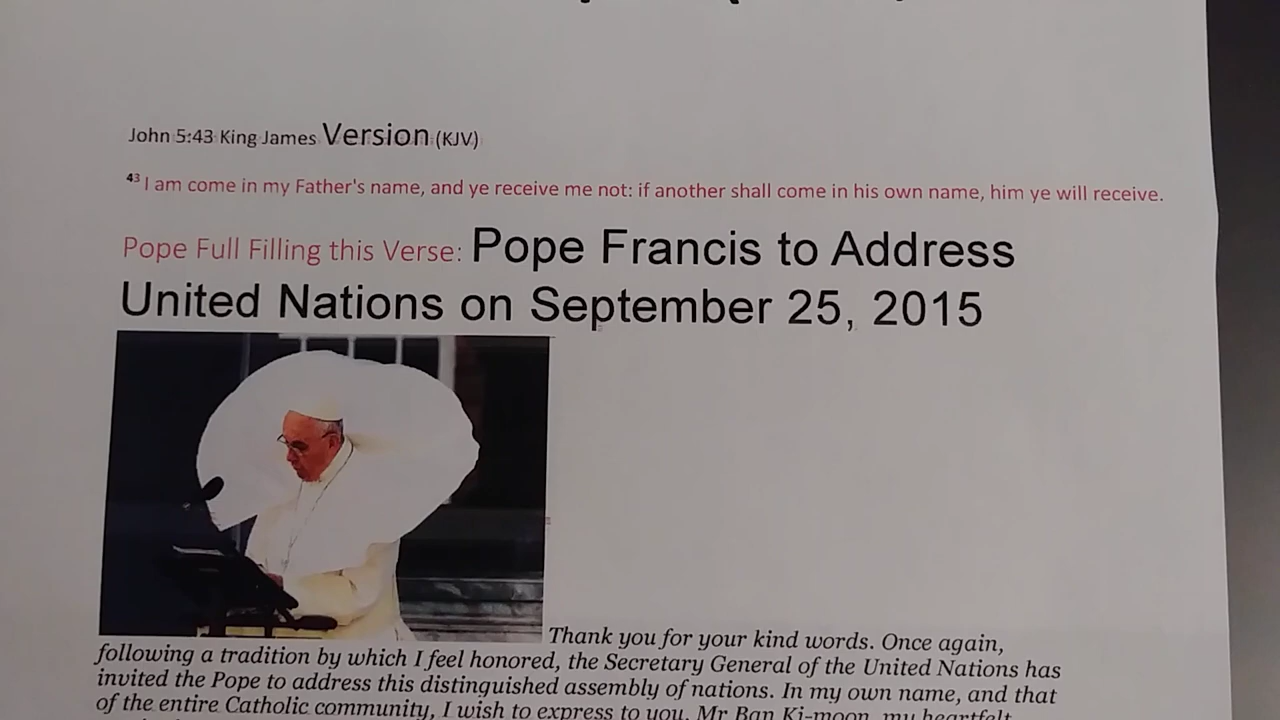 John 5:43 King James Version (KJV)
43 I am come in my Father's name, and ye receive me not: if another shall come in his own name, him ye will receive.
Pope Full Filling this Verse: Pope Francis to Address
United Nations on September 25, 2015
Thank you for your kind words. Once again,
following a tradition by which I feel honored, the Secretary General of the United Nations has
invited the Pope to address this distinguished assembly of nations. In my own name, and that
of the entire Catholic community, I wish to express to you, Mr Ban Ki-moon, my heartfelt